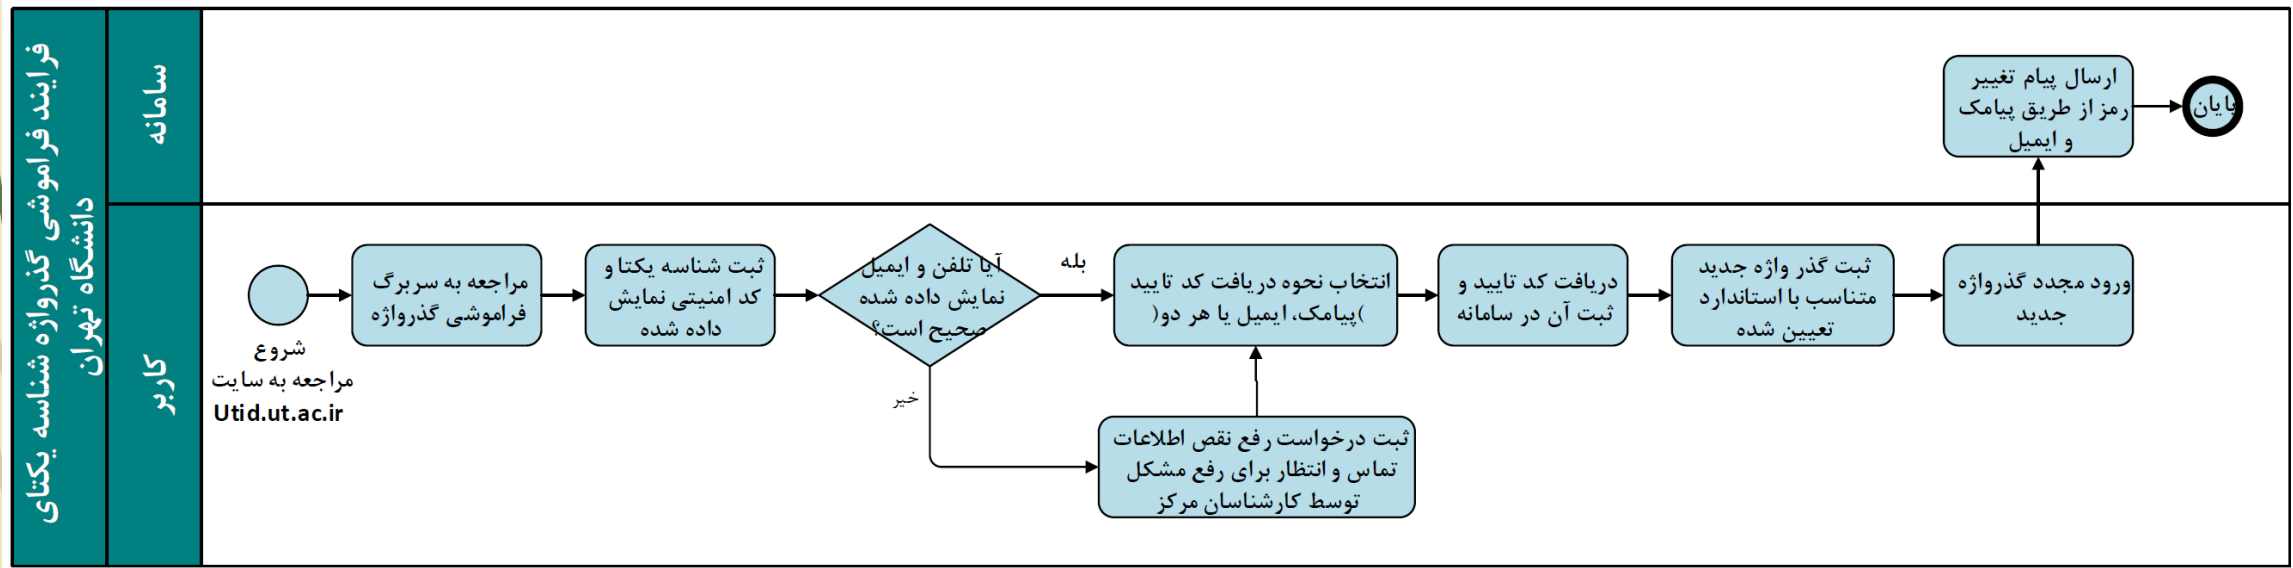 فرایند فراموشی گذرواژه شناسه یکتای
دانشگاه تهران
سامانه
کاربر
شروع
مراجعه به سایت
Utid.ut.ac.ir
مراجعه به سربرگ
فراموشی گذرواژه
ثبت شناسه یکتا و
کد امنیتی نمایش
داده شده
آیا تلفن و ایمیل
نمایش داده شده
صحیح است؟
بله
خیر
انتخاب نحوه دریافت کد تایید
)پیامک، ایمیل یا هر دو(
ثبت درخواست رفع نقص اطلاعات
تماس و انتظار برای رفع مشکل
توسط کارشناسان مرکز
دریافت کد تایید و
ثبت آن در سامانه
ثبت گذر واژه جدید
متناسب با استاندارد
تعیین شده
ورود مجدد گذرواژه
جدید
ارسال پیام تغییر
رمز از طریق پیامک
و ایمیل
پایان